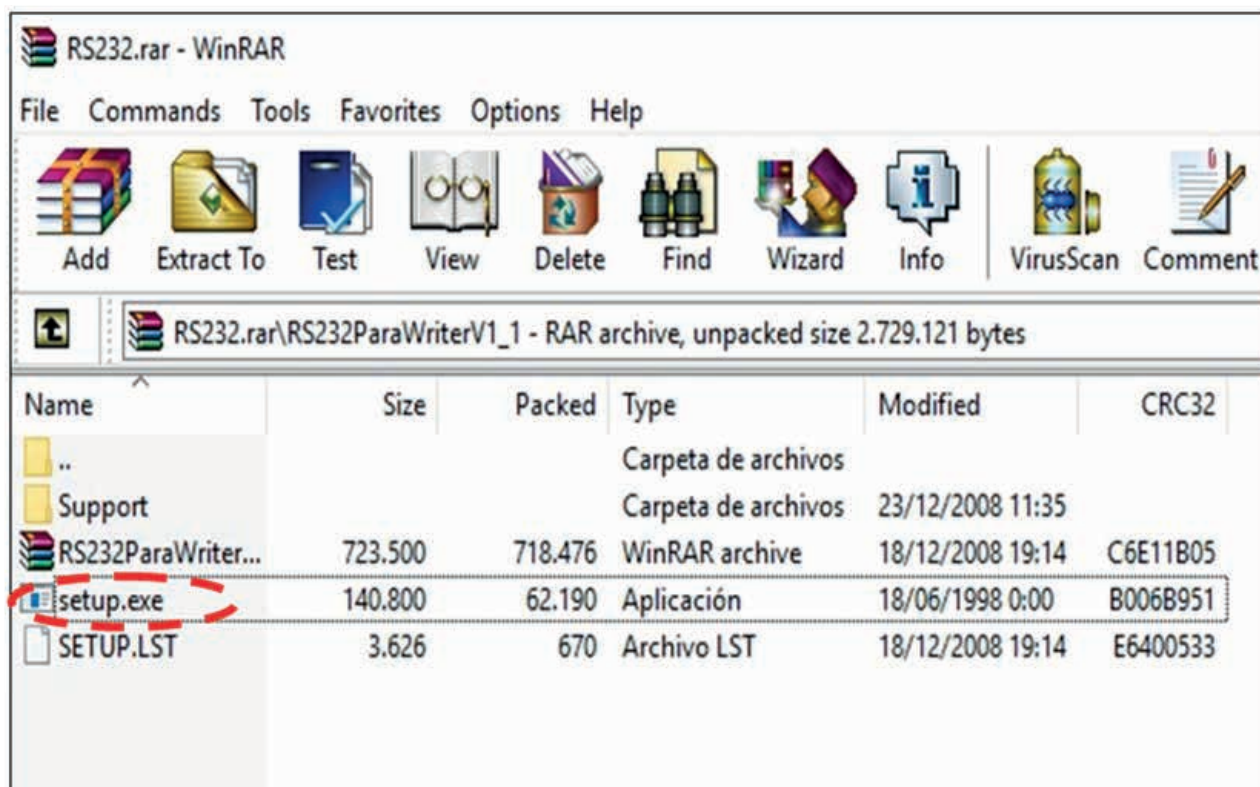 RS232.rar - WinRAR
File Commands Tools Favorites Options Help
Add Extract To Test View Delete Find Wizard Info VirusScan Comment
RS232.rar\RS232ParaWriterV1_1 - RAR archive, unpacked size 2.729.121 bytes
Name Size Packed Type Modified CRC32
.. Carpeta de archivos
Support Carpeta de archivos 23/12/2008 11:35
RS232ParaWriter... 723.500 718.476 WinRAR archive 18/12/2008 19:14 C6E11B05
setup.exe 140.800 62.190 Aplicación 18/06/1998 0:00 B006B951
SETUP.LST 3.626 670 Archivo LST 18/12/2008 19:14 E6400533